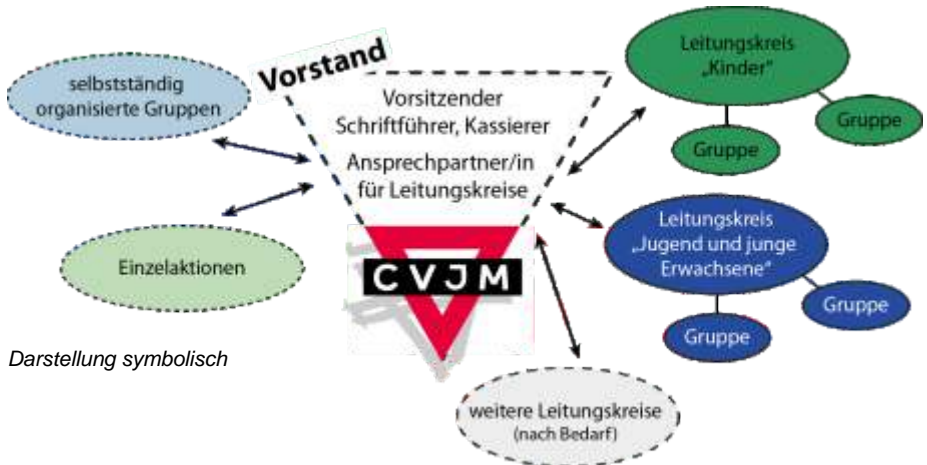 Vorstand
selbstständig
organisierte Gruppen
Vorsitzender
Schriftführer, Kassierer
Ansprechpartner/in
für Leitungskreise
Leitungskreis
„Kinder“
Gruppe
Gruppe
Einzelaktionen
CVJM
Leitungskreis
„Jugend und junge
Erwachsene“
Gruppe
Gruppe
Darstellung symbolisch
weitere Leitungskreise
(nach Bedarf)